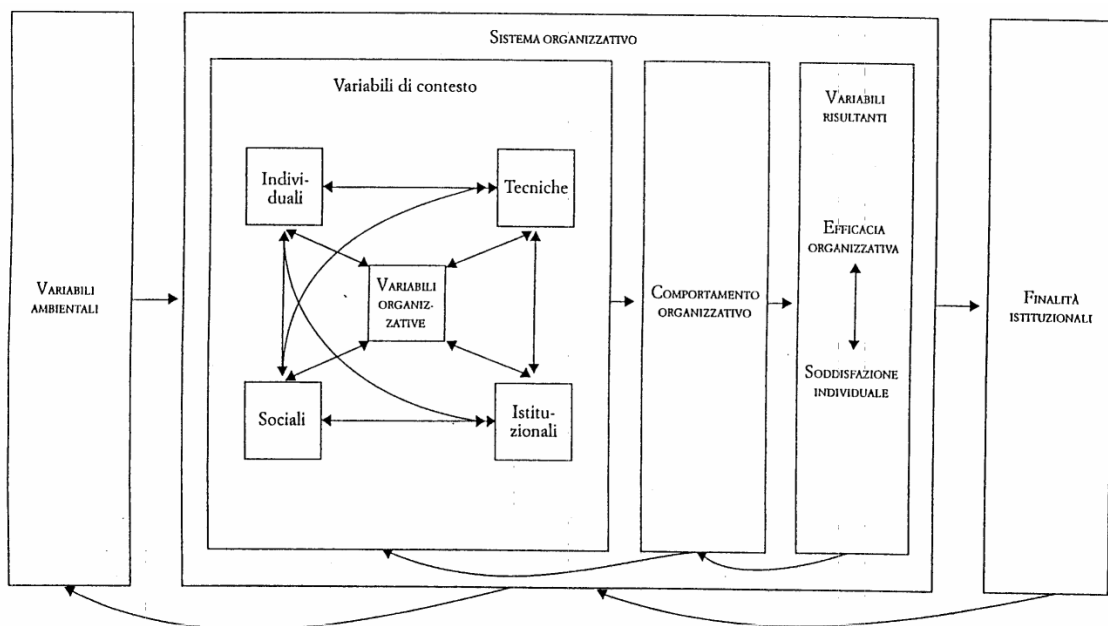 SISTEMA ORGANIZZATIVO
Variabili di contesto
VARIABILI
RISULTANTI
Indivi-
duali
Tecniche
VARIABILI
ORGANIZ-
ZATIVE
Sociali
Istitu-
zionali
VARIABILI
AMBIENTALI
COMPORTAMENTO
ORGANIZZATIVO
EFFICACIA
ORGANIZZATIVA
SODDISFAZIONE
INDIVIDUALE
FINALITÀ
ISTITUZIONALI